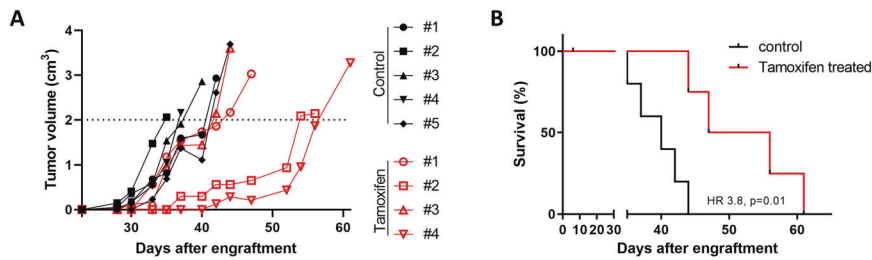 A
Tumor volume (cm³)
4
3
2
1
0
30
40
50
60
Days after engraftment
Control
#1
#2
#3
#4
#5
Tamoxifen
#1
#2
#3
#4
B
Survival (%)
100
50
0
control
Tamoxifen treated
HR 3.8, p=0.01
0 10 20 30
40
50
60
Days after engraftment